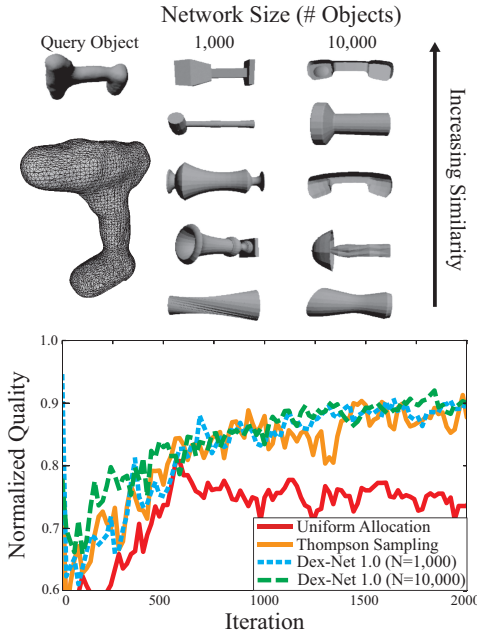 Network Size (# Objects)
Query Object
1,000
10,000
Increasing Similarity
1.0
0.9
0.8
0.7
0.6
Normalized Quality
Uniform Allocation
Thompson Sampling
Dex-Net 1.0 (N=1,000)
Dex-Net 1.0 (N=10,000)
0
500
1000
1500
2000
Iteration